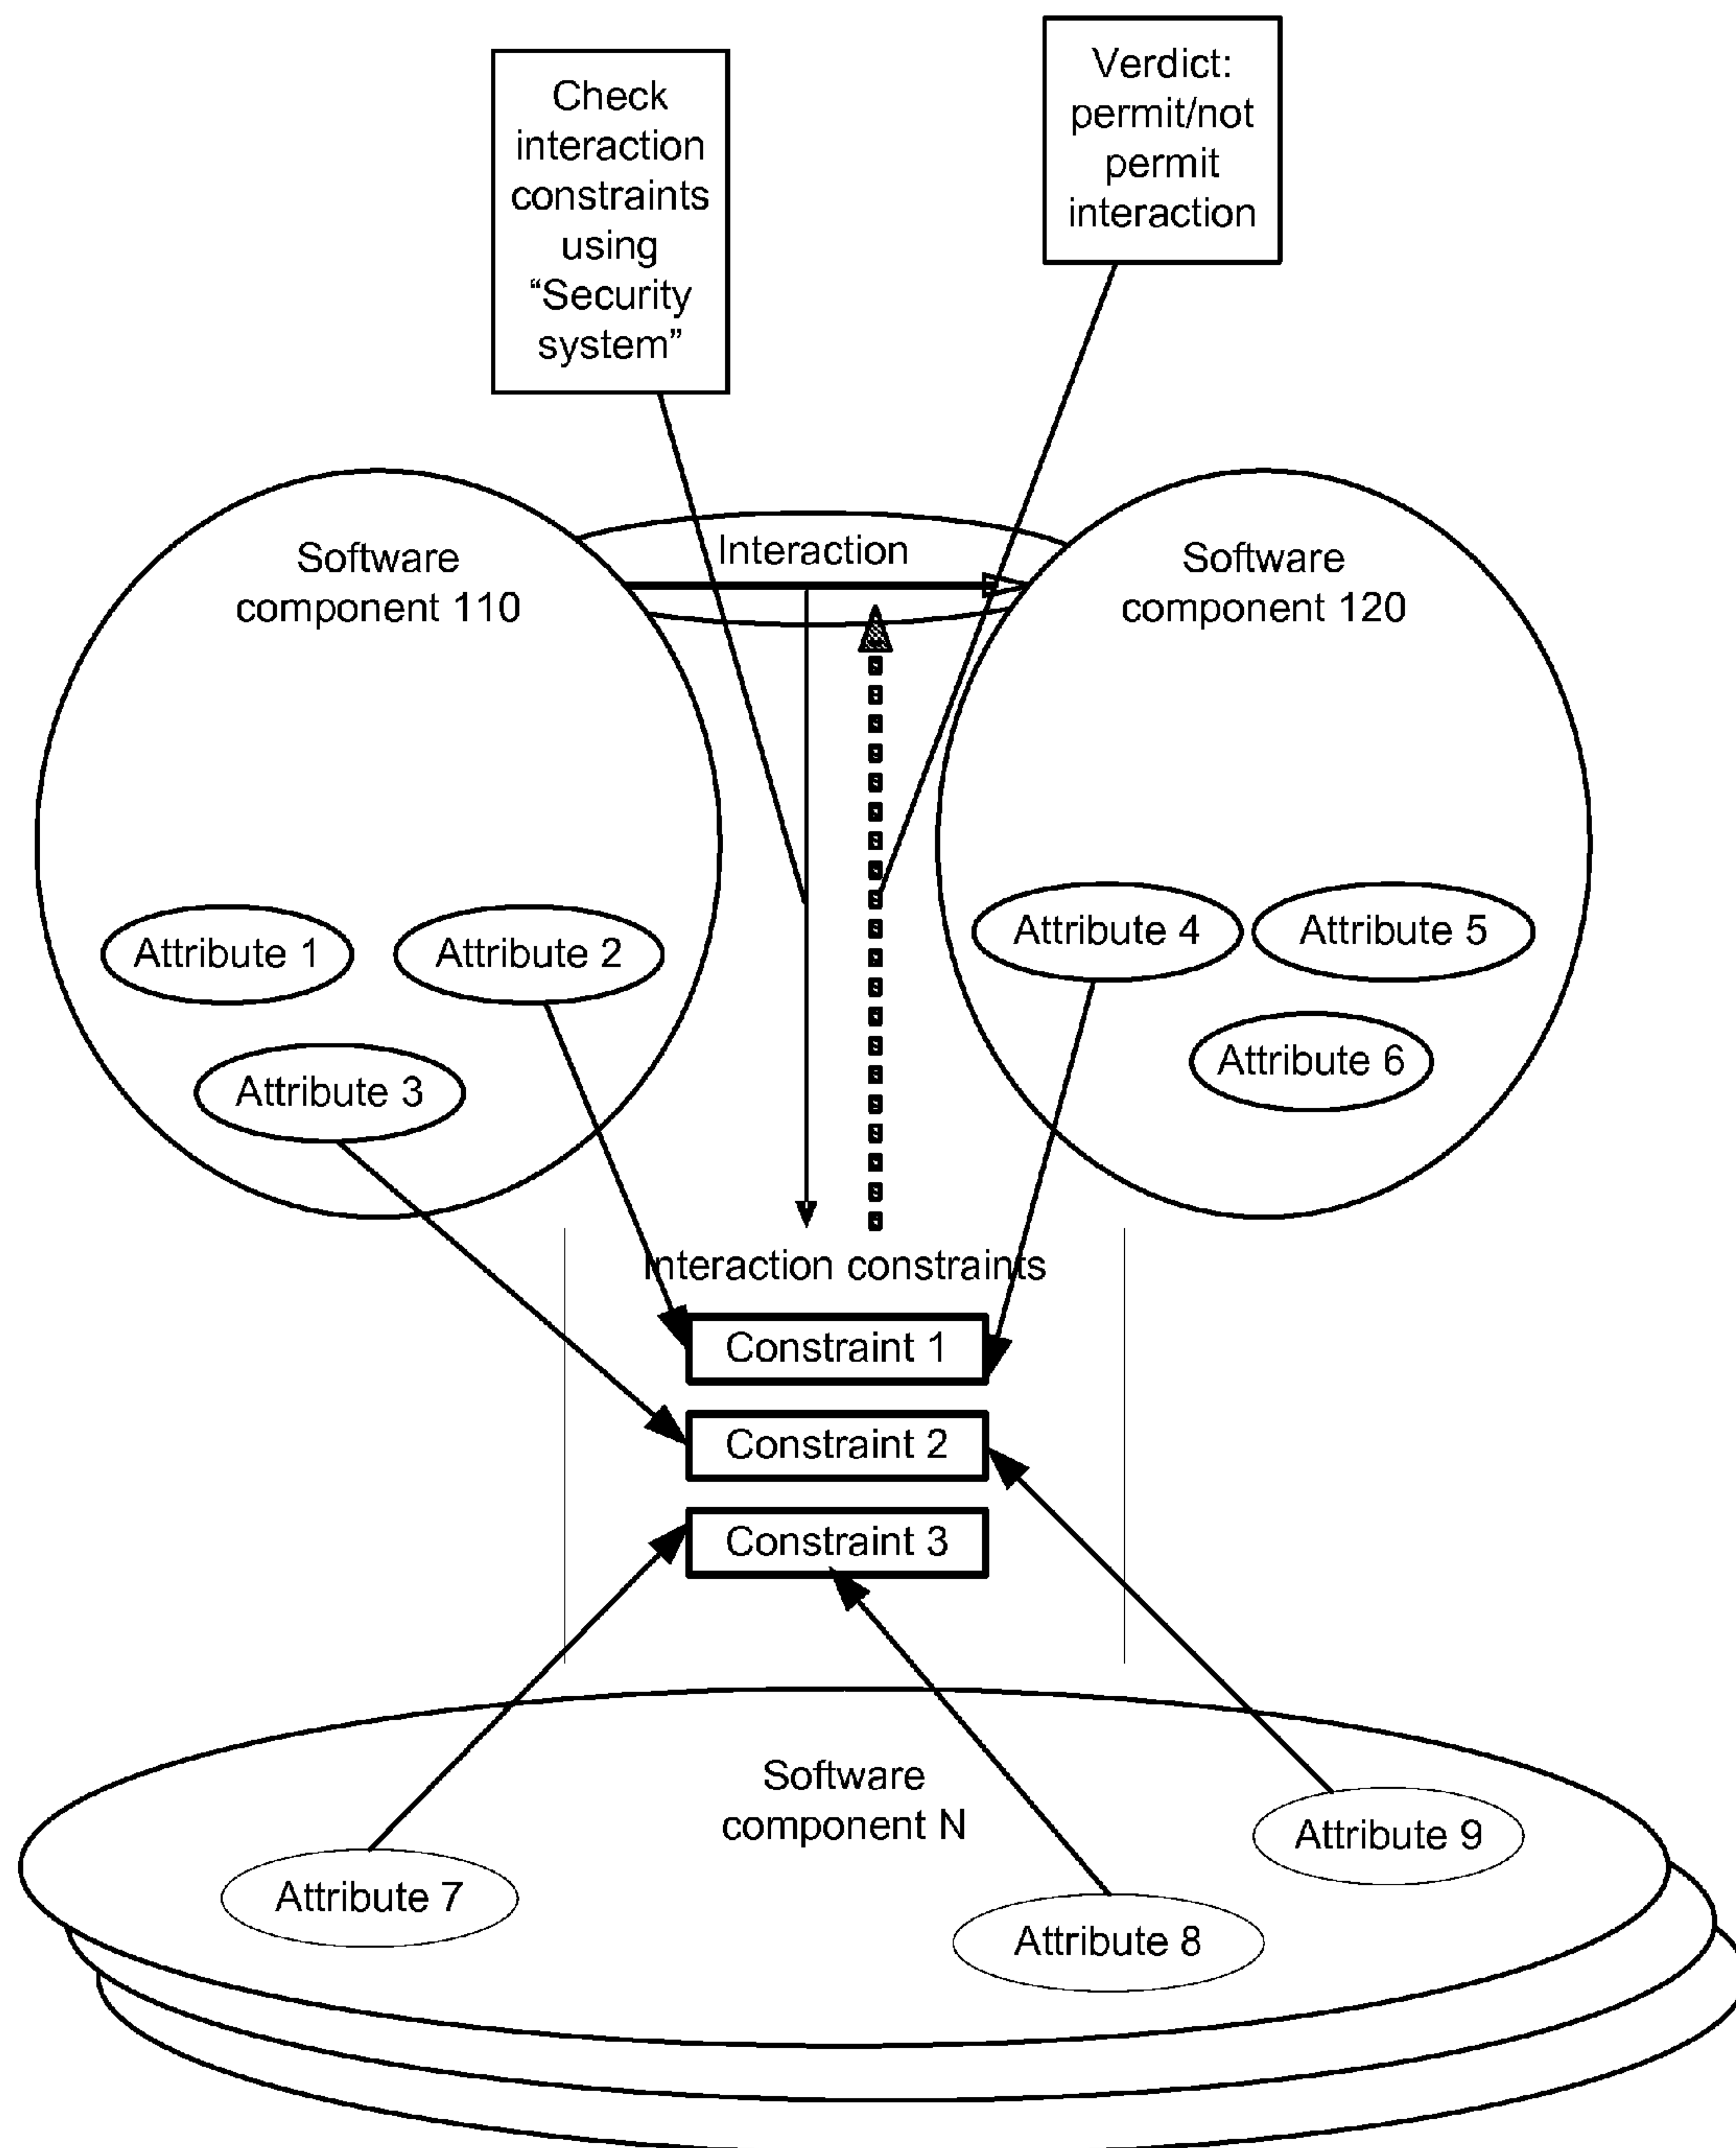 Check
interaction
constraints
using
“Security
system”
Verdict:
permit/not
permit
interaction
Software
component 110
Interaction
Software
component 120
Attribute 1
Attribute 2
Attribute 3
Attribute 4
Attribute 5
Attribute 6
Interaction constraints
Constraint 1
Constraint 2
Constraint 3
Software
component N
Attribute 7
Attribute 8
Attribute 9